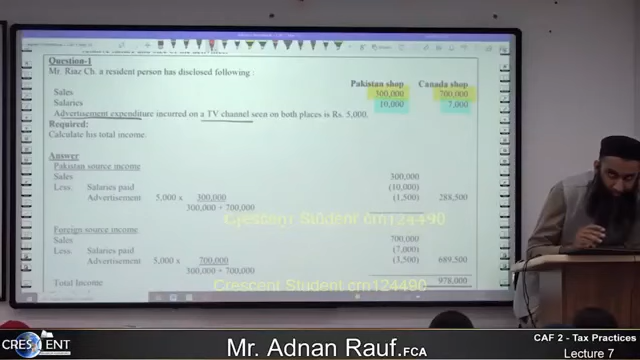 Question-1
Mr. Riaz Ch. a resident person has disclosed following :
Pakistan shop Canada shop
Sales 300,000 700,000
Salaries 10,000 7,000
Advertisement expenditure incurred on a TV channel seen on both places is Rs. 5,000.
Required:
Calculate his total income.
Answer
Pakistan source income
Sales 300,000
Less. Salaries paid (10,000)
Advertisement 5,000 x 300,000 (1,500) 288,500
300,000 + 700,000
Crescent Student crn124490
Foreign source income
Sales 700,000
Less. Salaries paid (7,000)
Advertisement 5,000 x 700,000 (3,500) 689,500
300,000 + 700,000
Total Income 978,000
Crescent Student crn124490
CRESCENT
Mr. Adnan Rauf.FCA
CAF 2 - Tax Practices
Lecture 7